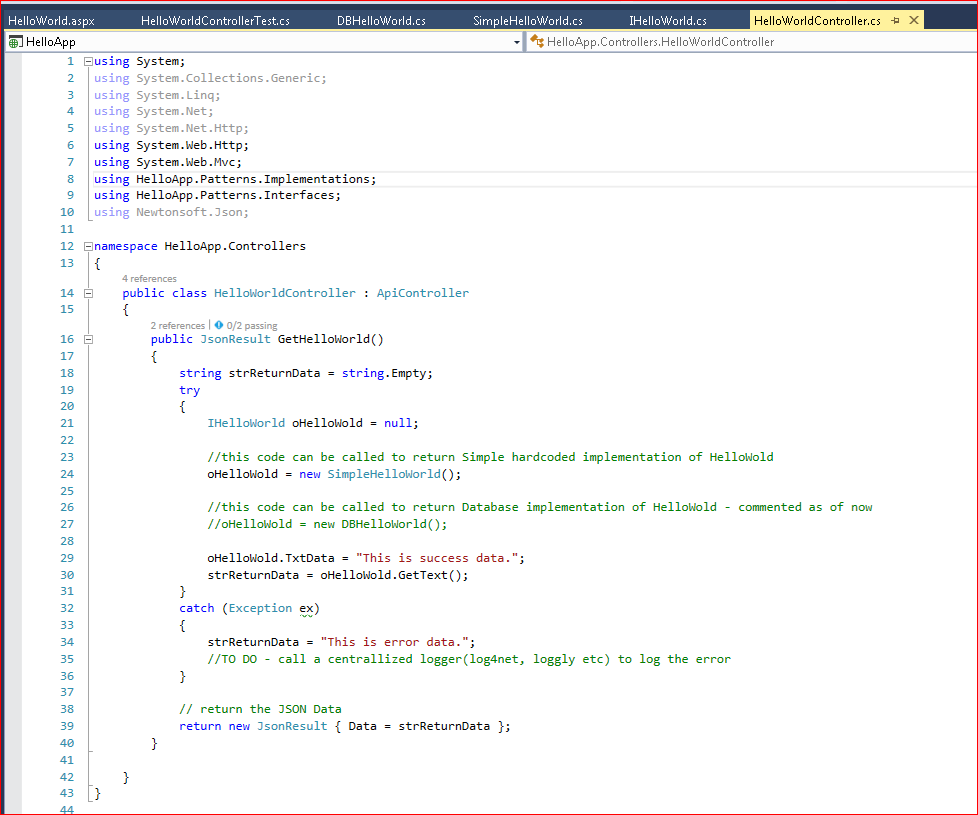 HelloWorld.aspx HelloWorldControllerTest.cs DBHelloWorld.cs SimpleHelloWorld.cs IHelloWorld.cs HelloWorldController.cs
HelloApp HelloApp.Controllers.HelloWorldController
1 using System;
2 using System.Collections.Generic;
3 using System.Linq;
4 using System.Net;
5 using System.Net.Http;
6 using System.Web.Http;
7 using System.Web.Mvc;
8 using HelloApp.Patterns.Implementations;
9 using HelloApp.Patterns.Interfaces;
10 using Newtonsoft.Json;
11
12 namespace HelloApp.Controllers
13 {
4 references
14 public class HelloWorldController : ApiController
15 {
2 references | 0/2 passing
16 public JsonResult GetHelloWorld()
17 {
18 string strReturnData = string.Empty;
19 try
20 {
21 IHelloWorld oHelloWold = null;
22
23 //this code can be called to return Simple hardcoded implementation of HelloWold
24 oHelloWold = new SimpleHelloWorld();
25
26 //this code can be called to return Database implementation of HelloWold - commented as of now
27 //oHelloWold = new DBHelloWorld();
28
29 oHelloWold.TxtData = "This is success data.";
30 strReturnData = oHelloWold.GetText();
31 }
32 catch (Exception ex)
33 {
34 strReturnData = "This is error data.";
35 //TO DO - call a centrallized logger(log4net, loggly etc) to log the error
36 }
37
38 // return the JSON Data
39 return new JsonResult { Data = strReturnData };
40 }
41
42 }
43 }
44